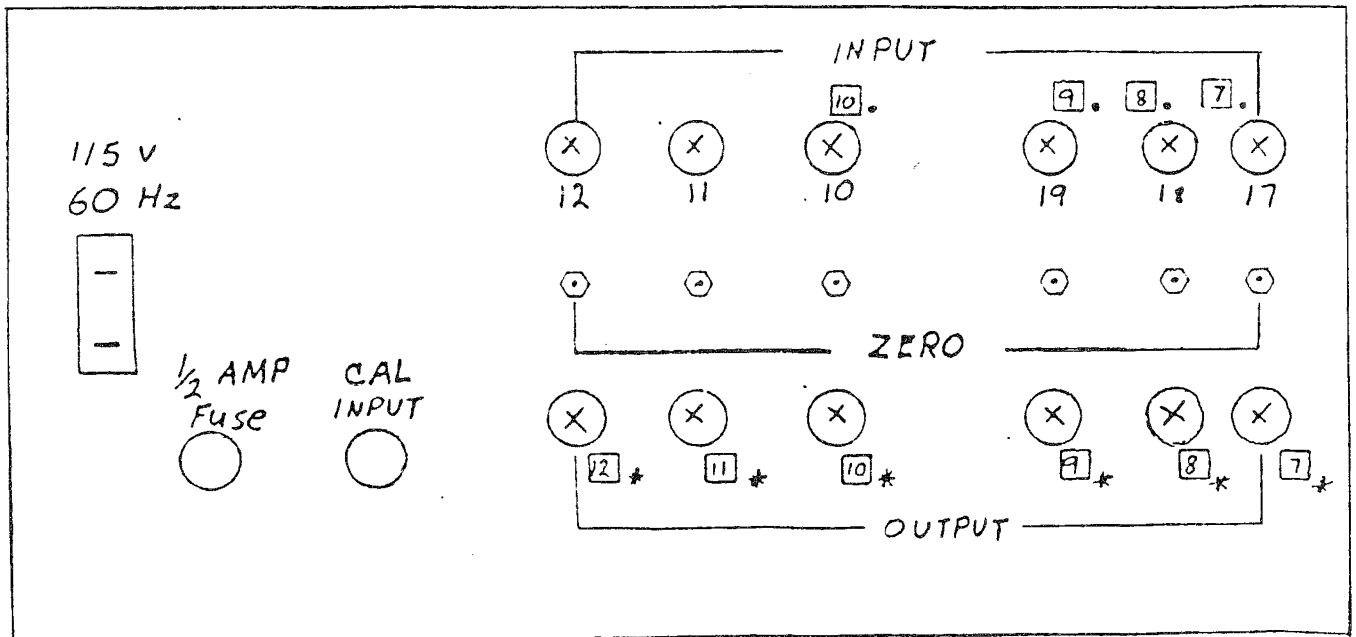 INPUT
10. 9. 8. 7.
115 V
60 Hz
12 11 10 19 18 17
ZERO
1/2 AMP
Fuse
CAL
INPUT
12* 11* 10* 9* 8* 7*
OUTPUT